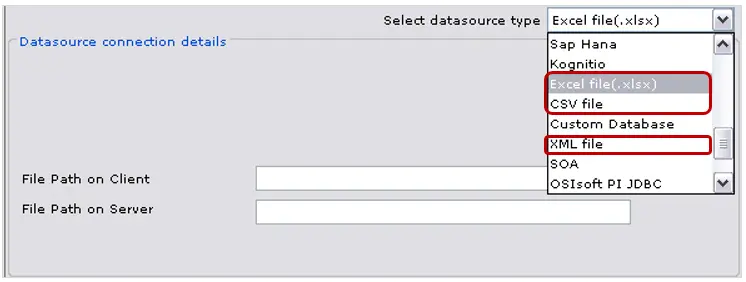 Select datasource type Excel file(.xlsx)
Datasource connection details
Sap Hana
Kognitio
Excel file(.xlsx)
CSV file
Custom Database
XML file
SOA
OSIsoft PI JDBC
File Path on Client
File Path on Server